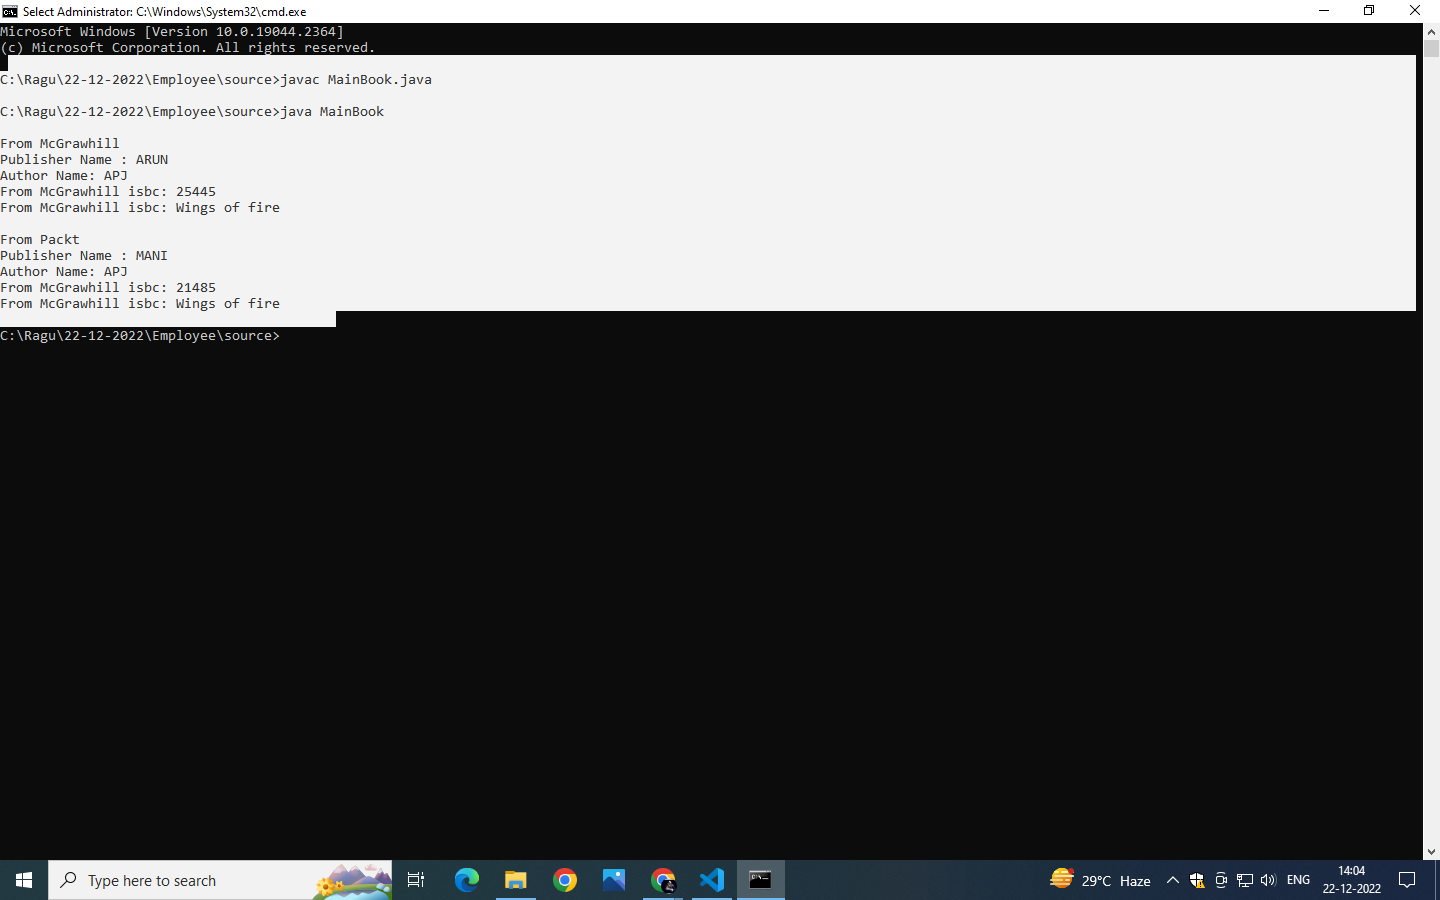 Select Administrator: C:\Windows\System32\cmd.exe
Microsoft Windows [Version 10.0.19044.2364]
(c) Microsoft Corporation. All rights reserved.
C:\Ragu\22-12-2022\Employee\source>javac MainBook.java
C:\Ragu\22-12-2022\Employee\source>java MainBook
From McGrawhill
Publisher Name : ARUN
Author Name: APJ
From McGrawhill isbc: 25445
From McGrawhill isbc: Wings of fire
From Packt
Publisher Name : MANI
Author Name: APJ
From McGrawhill isbc: 21485
From McGrawhill isbc: Wings of fire
C:\Ragu\22-12-2022\Employee\source>
Type here to search
29°C Haze
ENG
14:04
22-12-2022